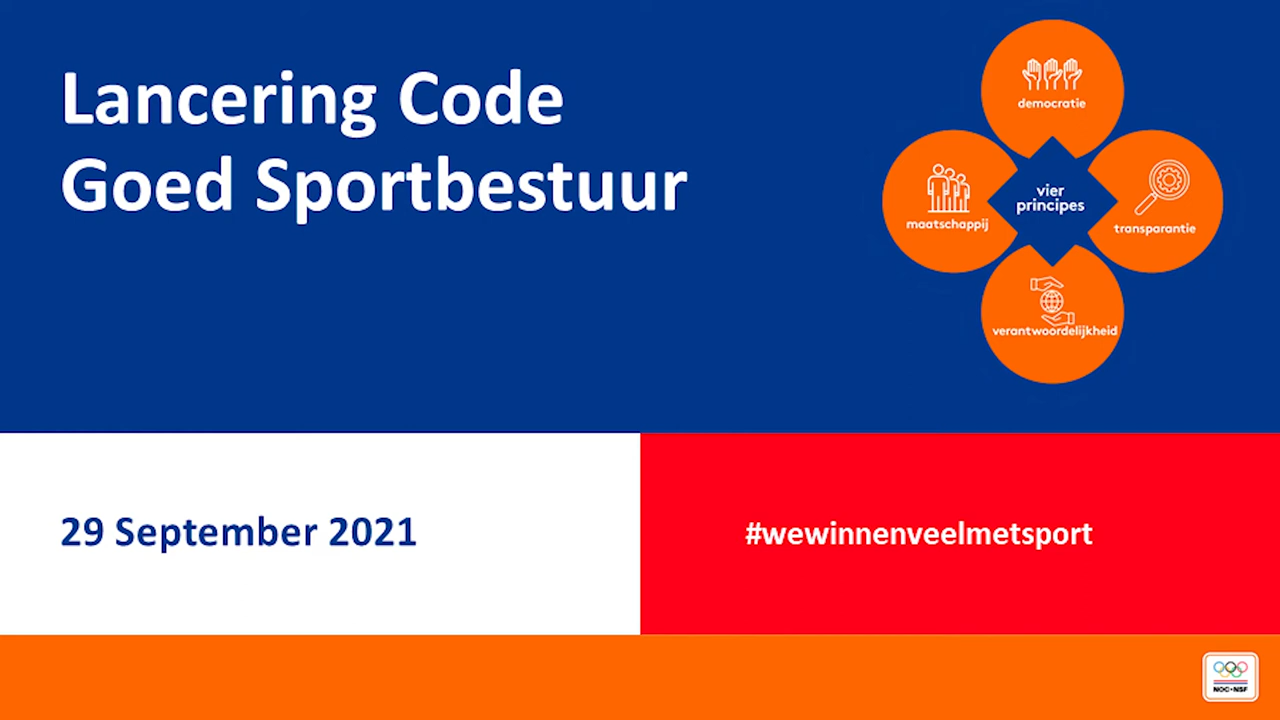 Lancering Code
Goed Sportbestuur
democratie
maatschappij
vier
principes
transparantie
verantwoordelijkheid
29 September 2021
#wewinnenveelmetsport
NOC*NSF